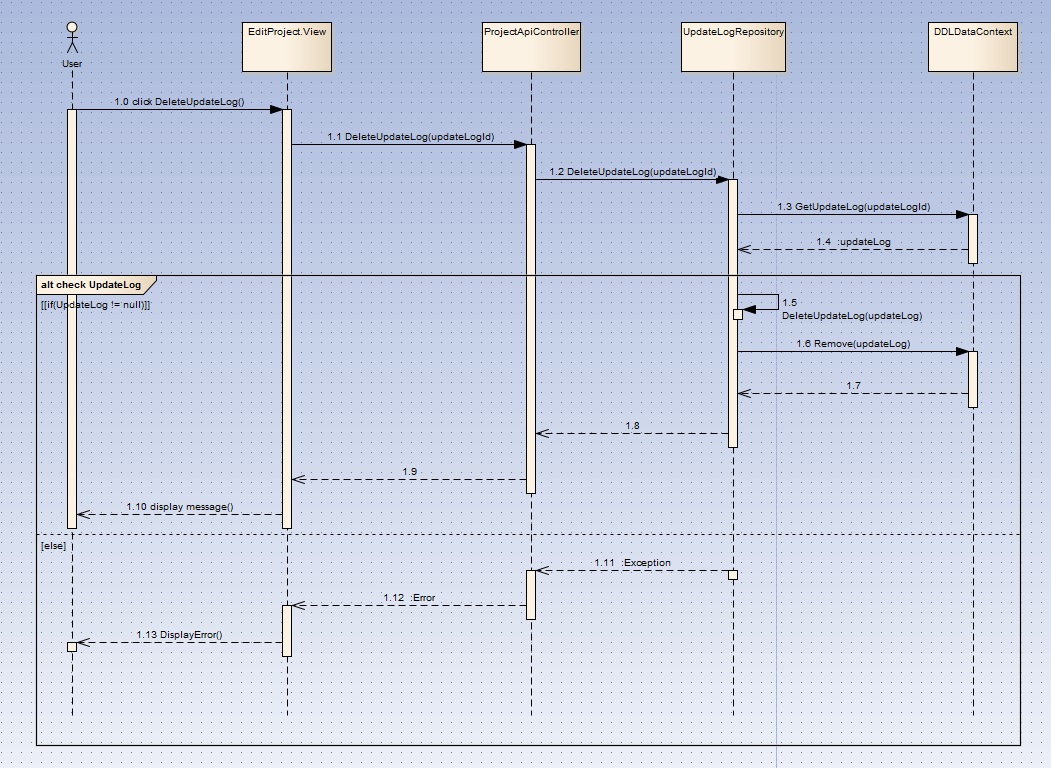 EditProject.View
ProjectApiController
UpdateLogRepository
DDLDataContext
User
1.0 click DeleteUpdateLog()
1.1 DeleteUpdateLog(updateLogId)
1.2 DeleteUpdateLog(updateLogId)
1.3 GetUpdateLog(updateLogId)
1.4 :updateLog
alt check UpdateLog
[[if(UpdateLog != null)]]
1.5
DeleteUpdateLog(updateLog)
1.6 Remove(updateLog)
1.7
1.8
1.9
1.10 display message()
[else]
1.11 :Exception
1.12 :Error
1.13 DisplayError()